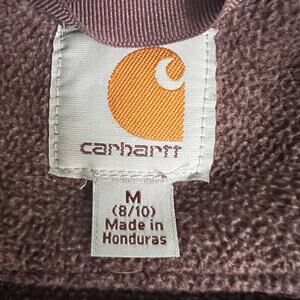 carhartt
M
(8/10)
Made in
Honduras